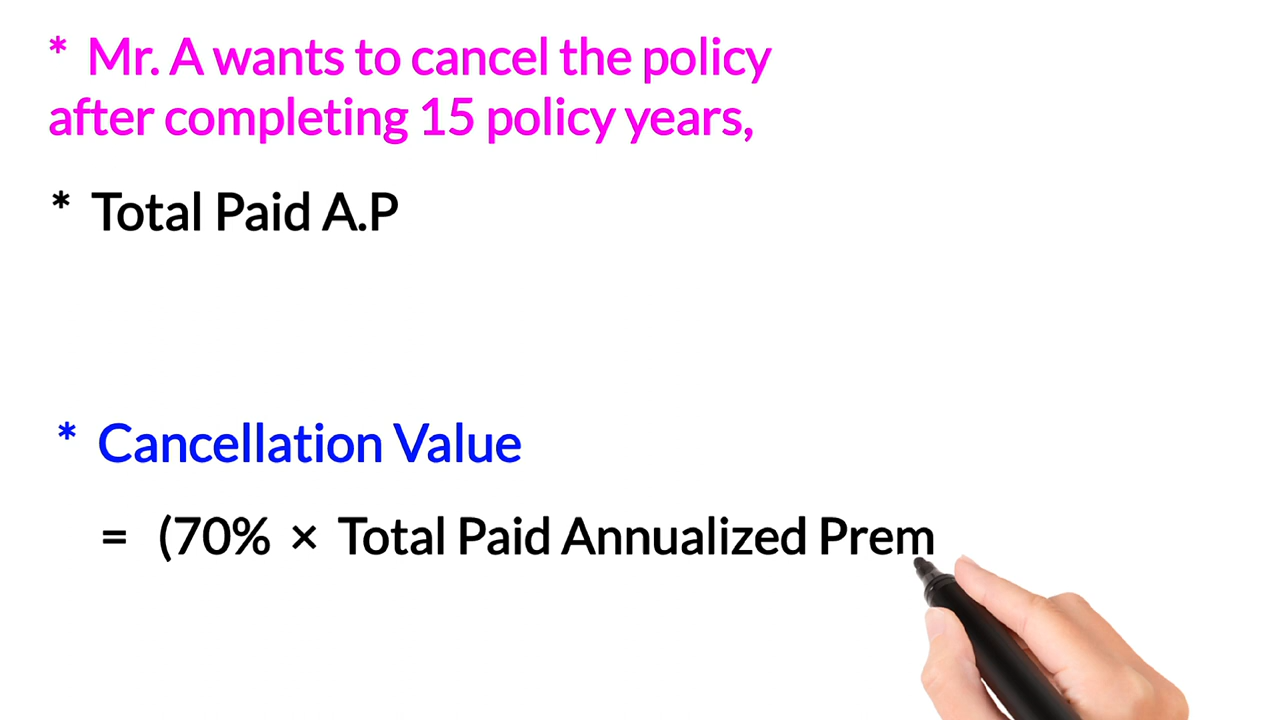 * Mr. A wants to cancel the policy
after completing 15 policy years,
* Total Paid A.P
* Cancellation Value
= (70% × Total Paid Annualized Prem